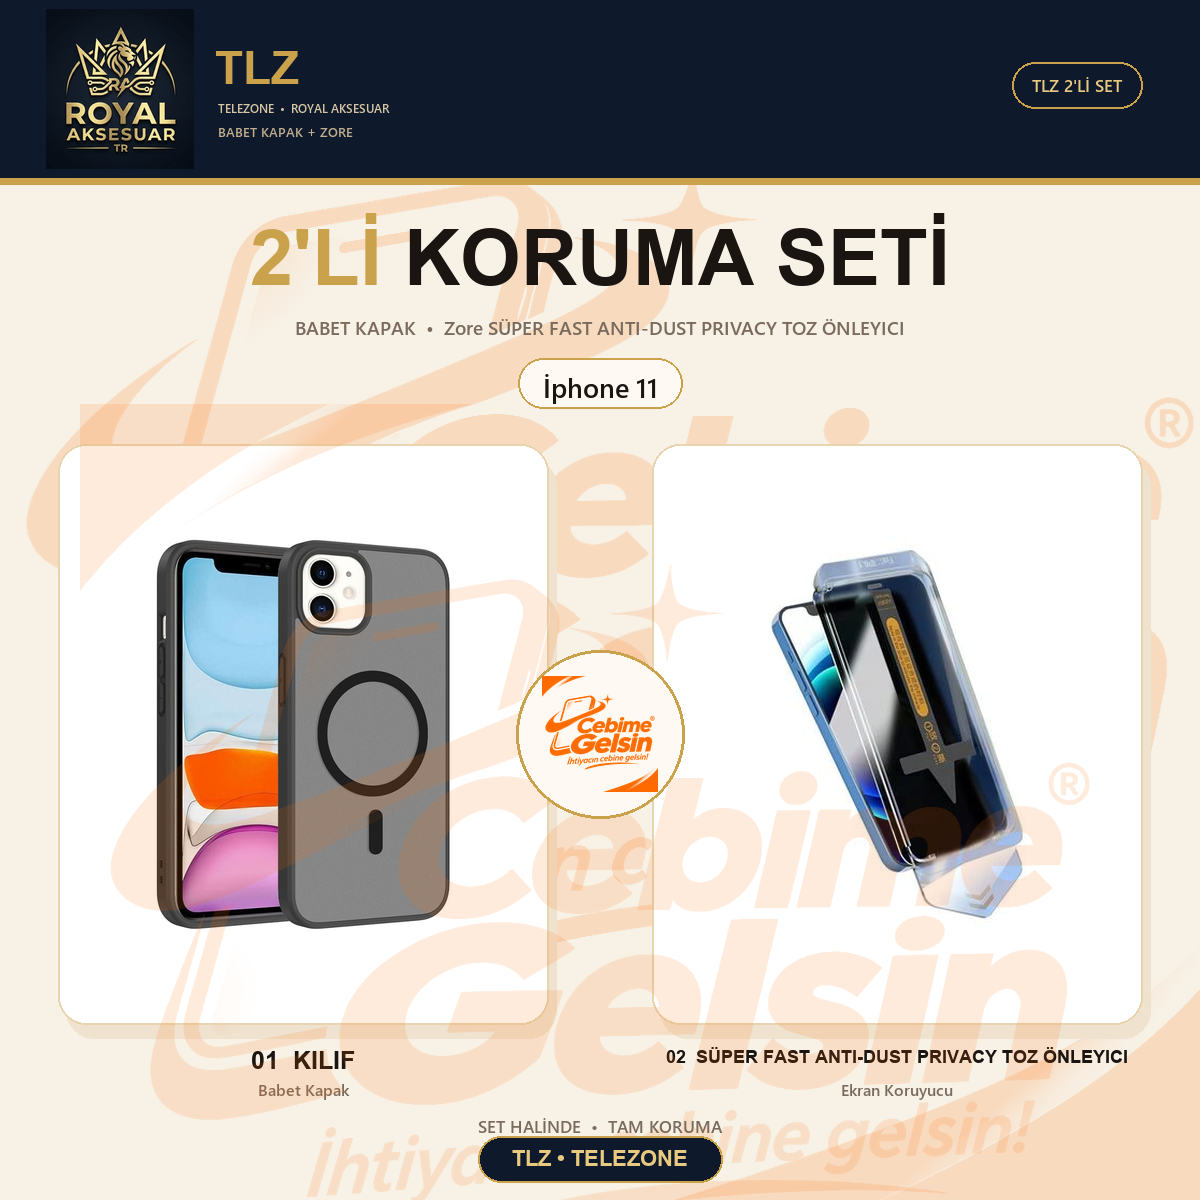 ROYAL
AKSESUAR
TR
TLZ
TELEZONE • ROYAL AKSESUAR
BABET KAPAK + ZORE
TLZ 2'Lİ SET
2'Lİ KORUMA SETİ
BABET KAPAK • Zore SÜPER FAST ANTI-DUST PRIVACY TOZ ÖNLEYICI
İphone 11
®
Cebime®
Gelsin
İhtiyacın cebine gelsin!
Cebime®
Gelsin
01 KILIF
Babet Kapak
02 SÜPER FAST ANTI-DUST PRIVACY TOZ ÖNLEYICI
Ekran Koruyucu
SET HALİNDE • TAM KORUMA
TLZ • TELEZONE